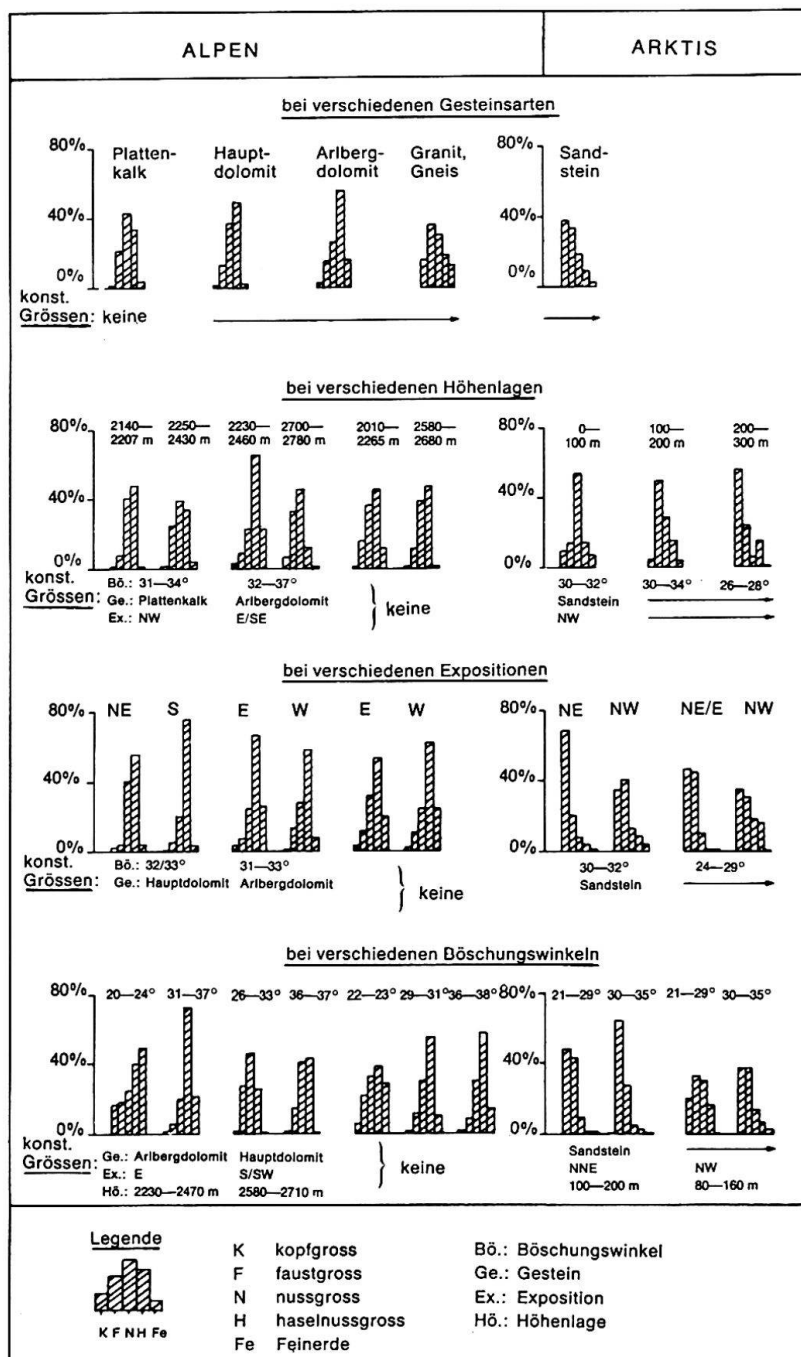 ALPEN ARKTIS
bei verschiedenen Gesteinsarten
80% Platten- Haupt- Arlberg- Granit, 80% Sand-
kalk dolomit dolomit Gneis stein
40% 40%
0% 0%
konst.
Grössen: keine
bei verschiedenen Höhenlagen
80% 2140— 2250— 2230— 2700— 2010— 2580— 80% 0— 100— 200—
2207 m 2430 m 2460 m 2780 m 2265 m 2680 m 100 m 200 m 300 m
40% 40%
0% 0%
konst. Bö.: 31—34° 32—37° 30—32° 30—34° 26—28°
Grössen: Ge.: Plattenkalk Arlbergdolomit } keine Sandstein
Ex.: NW E/SE NW
bei verschiedenen Expositionen
80% NE S E W E W 80% NE NW NE/E NW
40% 40%
0% 0%
konst. Bö.: 32/33° 31—33° 30—32° 24—29°
Grössen: Ge.: Hauptdolomit Arlbergdolomit } keine Sandstein
bei verschiedenen Böschungswinkeln
80% 20—24° 31—37° 26—33° 36—37° 22—23° 29—31° 36—38° 80% 21—29° 30—35° 21—29° 30—35°
40% 40%
0% 0%
konst. Ge.: Arlbergdolomit Hauptdolomit Sandstein
Grössen: Ex.: E S/SW } keine NNE NW
Hö.: 2230—2470 m 2580—2710 m 100—200 m 80—160 m
Legende
K kopfgross Bö.: Böschungswinkel
F faustgross Ge.: Gestein
N nussgross Ex.: Exposition
H haselnussgross Hö.: Höhenlage
K F N H Fe
Fe Feinerde